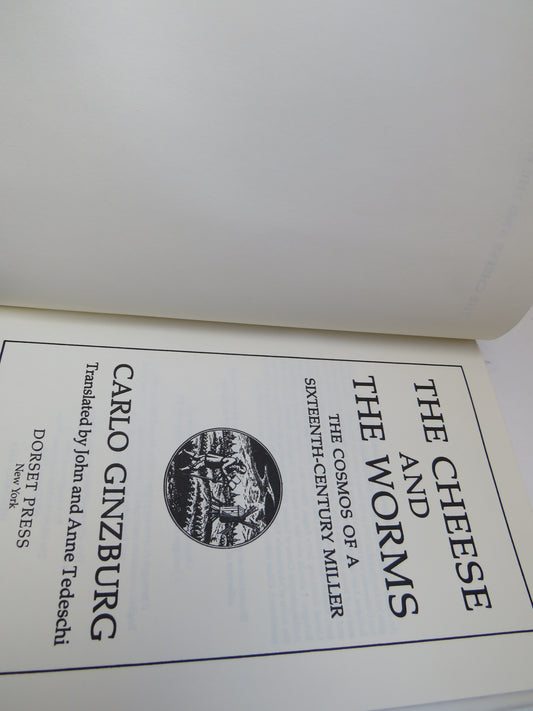 THE CHEESE
AND
THE WORMS
THE COSMOS OF A
SIXTEENTH-CENTURY MILLER
CARLO GINZBURG
Translated by John and Anne Tedeschi
DORSET PRESS
New York